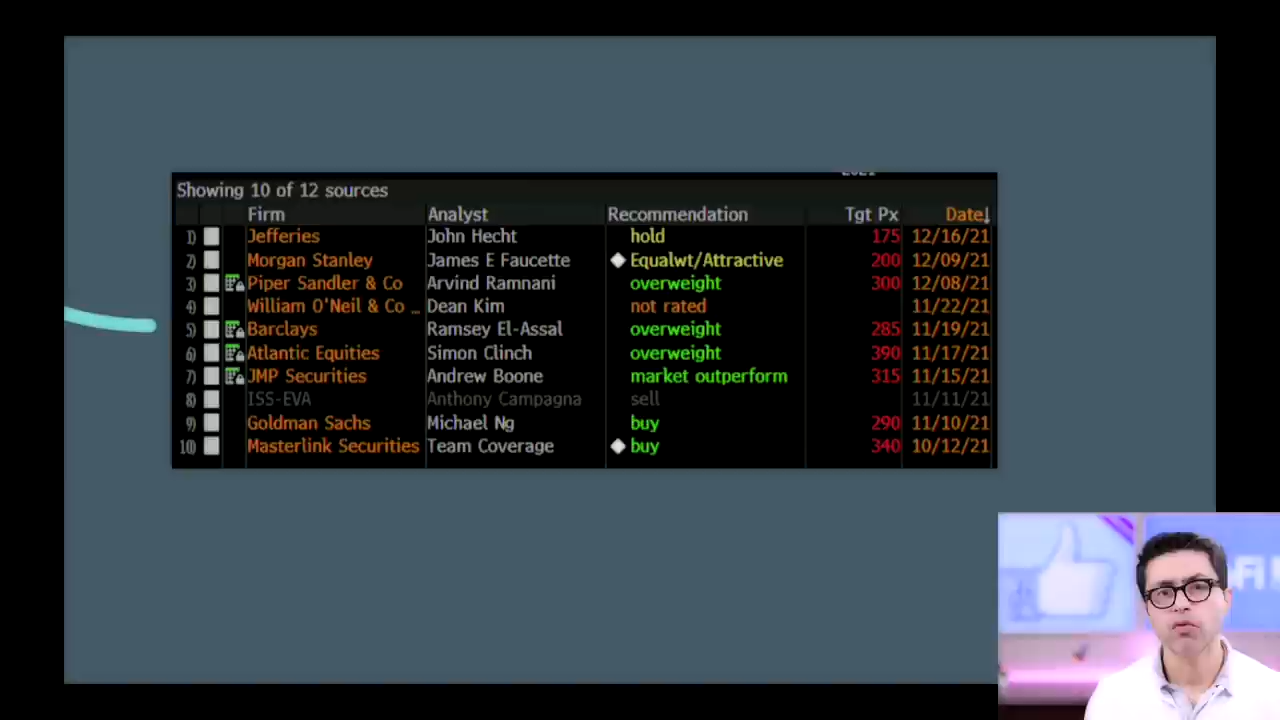 Showing 10 of 12 sources
Firm Analyst Recommendation Tgt Px Date↓
1) Jefferies John Hecht hold 175 12/16/21
2) Morgan Stanley James E Faucette Equalwt/Attractive 200 12/09/21
3) Piper Sandler & Co Arvind Ramnani overweight 300 12/08/21
4) William O'Neil & Co … Dean Kim not rated 11/22/21
5) Barclays Ramsey El-Assal overweight 285 11/19/21
6) Atlantic Equities Simon Clinch overweight 390 11/17/21
7) JMP Securities Andrew Boone market outperform 315 11/15/21
8) ISS-EVA Anthony Campagna sell 11/11/21
9) Goldman Sachs Michael Ng buy 290 11/10/21
10) Masterlink Securities Team Coverage buy 340 10/12/21